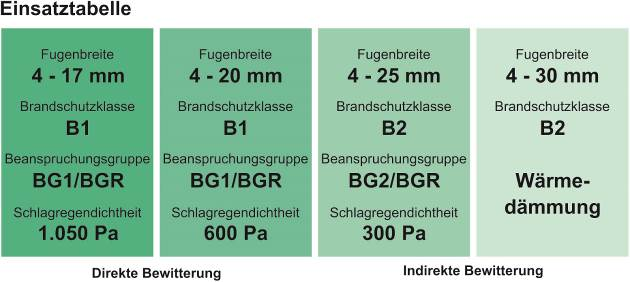 Einsatztabelle
Fugenbreite
4 - 17 mm
Brandschutzklasse
B1
Beanspruchungsgruppe
BG1/BGR
Schlagregendichtheit
1.050 Pa
Fugenbreite
4 - 20 mm
Brandschutzklasse
B1
Beanspruchungsgruppe
BG1/BGR
Schlagregendichtheit
600 Pa
Fugenbreite
4 - 25 mm
Brandschutzklasse
B2
Beanspruchungsgruppe
BG2/BGR
Schlagregendichtheit
300 Pa
Fugenbreite
4 - 30 mm
Brandschutzklasse
B2
Wärme-
dämmung
Direkte Bewitterung
Indirekte Bewitterung